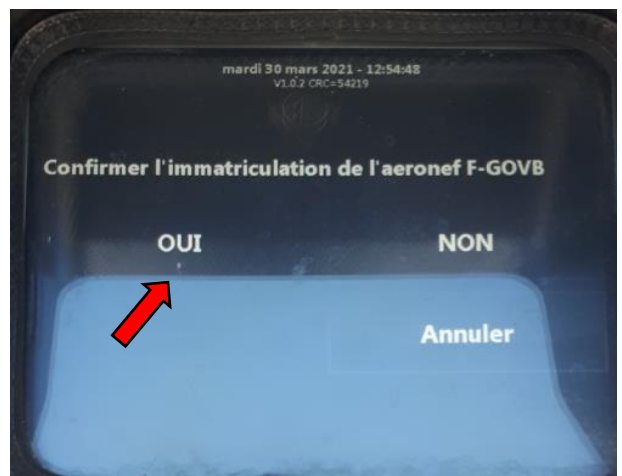 mardi 30 mars 2021 - 12:54:48
V1.0.2 CRC=54219
Confirmer l'immatriculation de l'aeronef F-GOVB
OUI
NON
Annuler